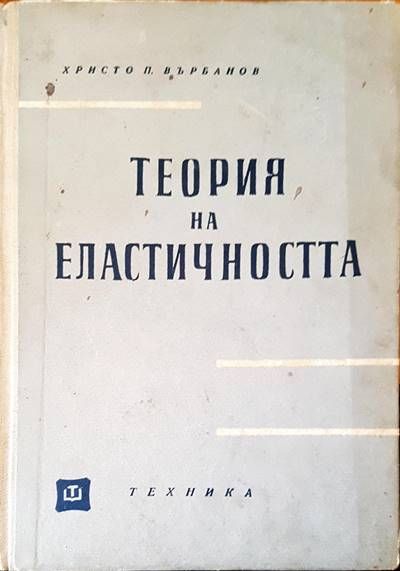 ХРИСТО П. ВЪРБАНОВ
ТЕОРИЯ
НА
ЕЛАСТИЧНОСТТА
ТЕХНИКА